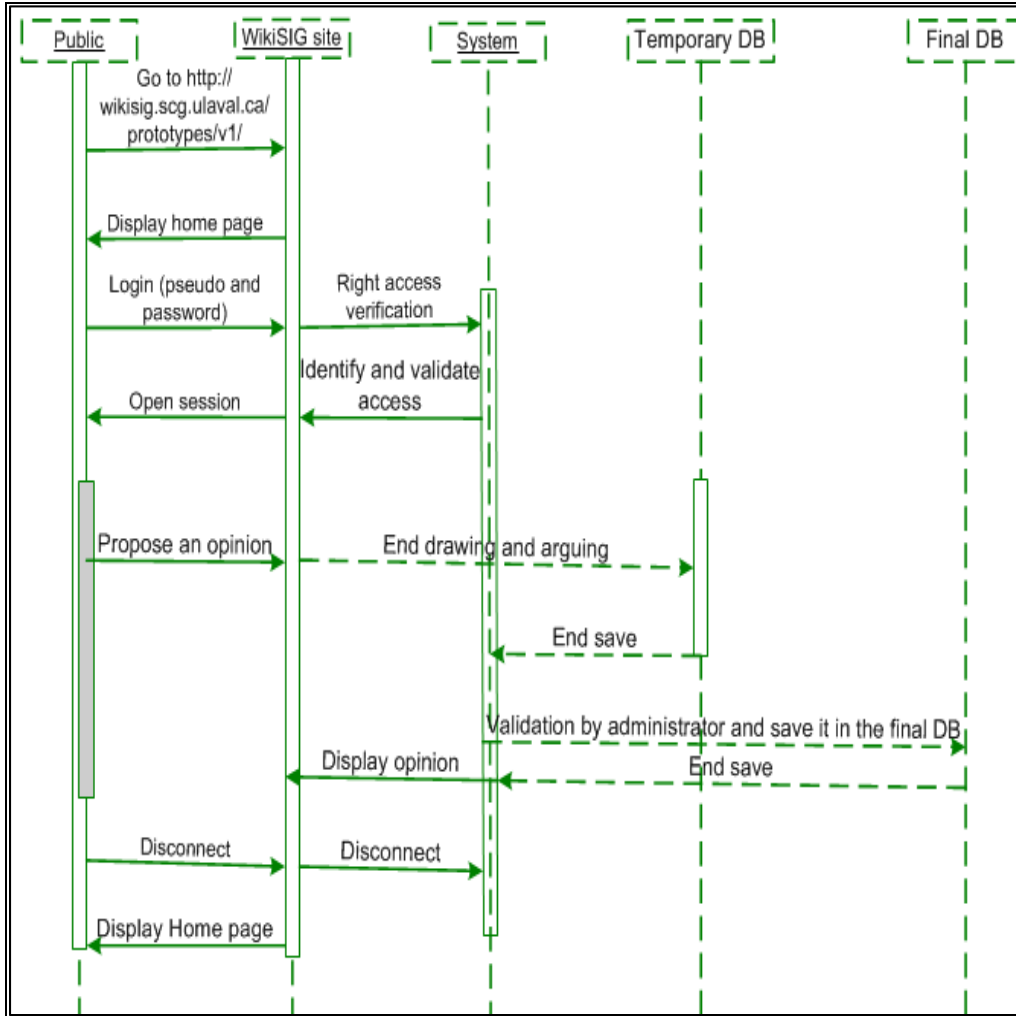 Public
WikiSIG site
System
Temporary DB
Final DB
Go to http://
wikisig.scg.ulaval.ca/
prototypes/v1/
Display home page
Login (pseudo and
password)
Right access
verification
Identify and validate
access
Open session
Propose an opinion
End drawing and arguing
End save
Validation by administrator and save it in the final DB
Display opinion
End save
Disconnect
Disconnect
Display Home page